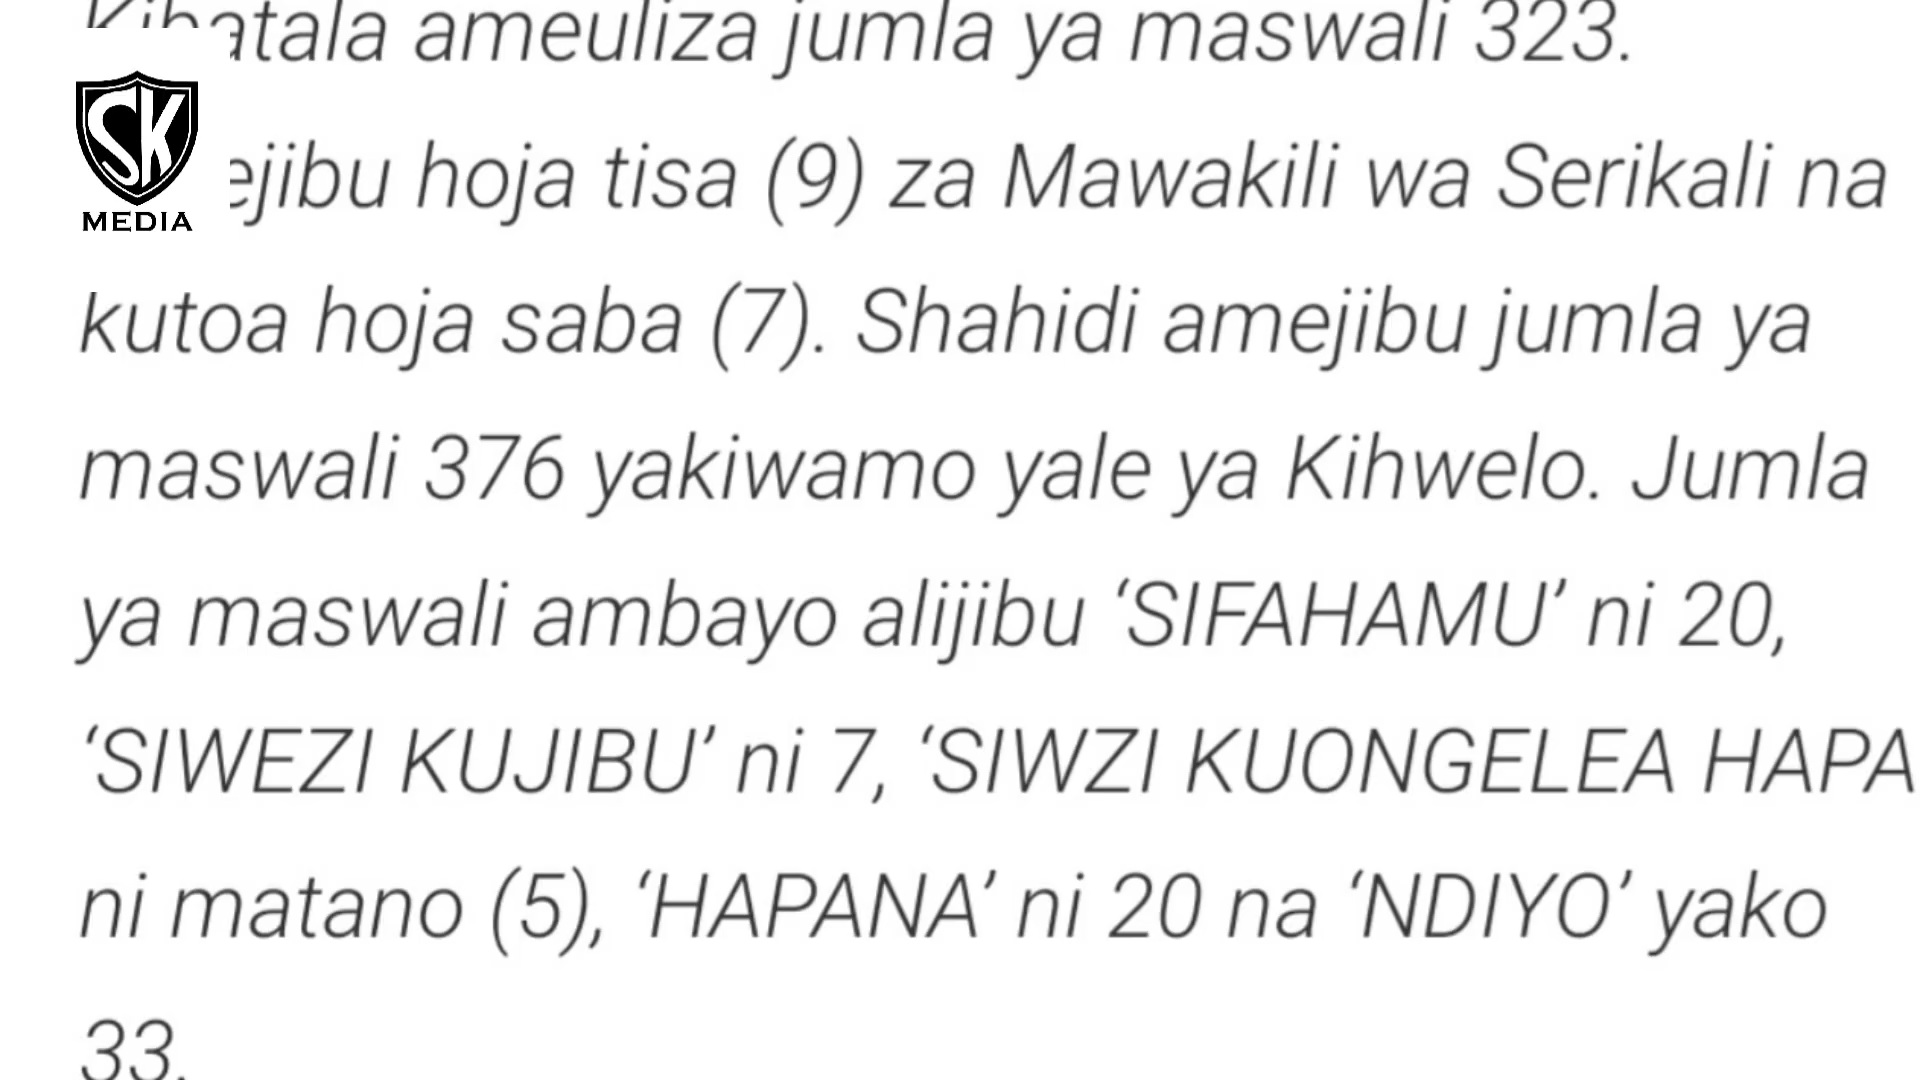 ameuliza jumla ya maswali 323.
SK
MEDIA
ejibu hoja tisa (9) za Mawakili wa Serikali na
kutoa hoja saba (7). Shahidi amejibu jumla ya
maswali 376 yakiwamo yale ya Kihwelo. Jumla
ya maswali ambayo alijibu ‘SIFAHAMU’ ni 20,
‘SIWEZI KUJIBU’ ni 7, ‘SIWZI KUONGELEA HAPA
ni matano (5), ‘HAPANA’ ni 20 na ‘NDIYO’ yako
33.